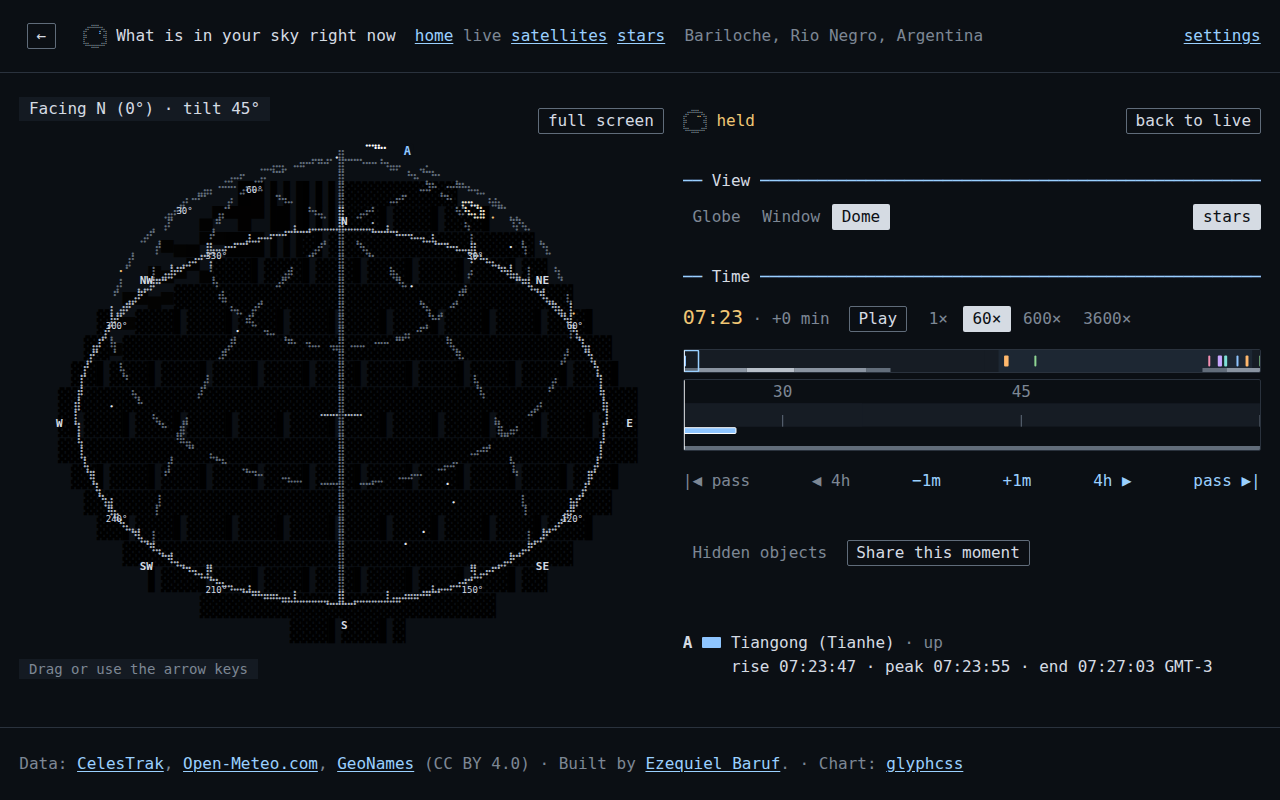 ← What is in your sky right now home live satellites stars Bariloche, Rio Negro, Argentina settings
Facing N (0°) · tilt 45°
full screen
held
back to live
A
View
60°
30°
Globe Window Dome stars
N
330°
30°
Time
NW
NE
07:23 · +0 min Play 1× 60× 600× 3600×
300°
60°
30 45
W
E
|◀ pass ◀ 4h −1m +1m 4h ▶ pass ▶|
240°
120°
Hidden objects Share this moment
SW
SE
210°
150°
S
A Tiangong (Tianhe) · up
rise 07:23:47 · peak 07:23:55 · end 07:27:03 GMT-3
Drag or use the arrow keys
Data: CelesTrak, Open-Meteo.com, GeoNames (CC BY 4.0) · Built by Ezequiel Baruf. · Chart: glyphcss